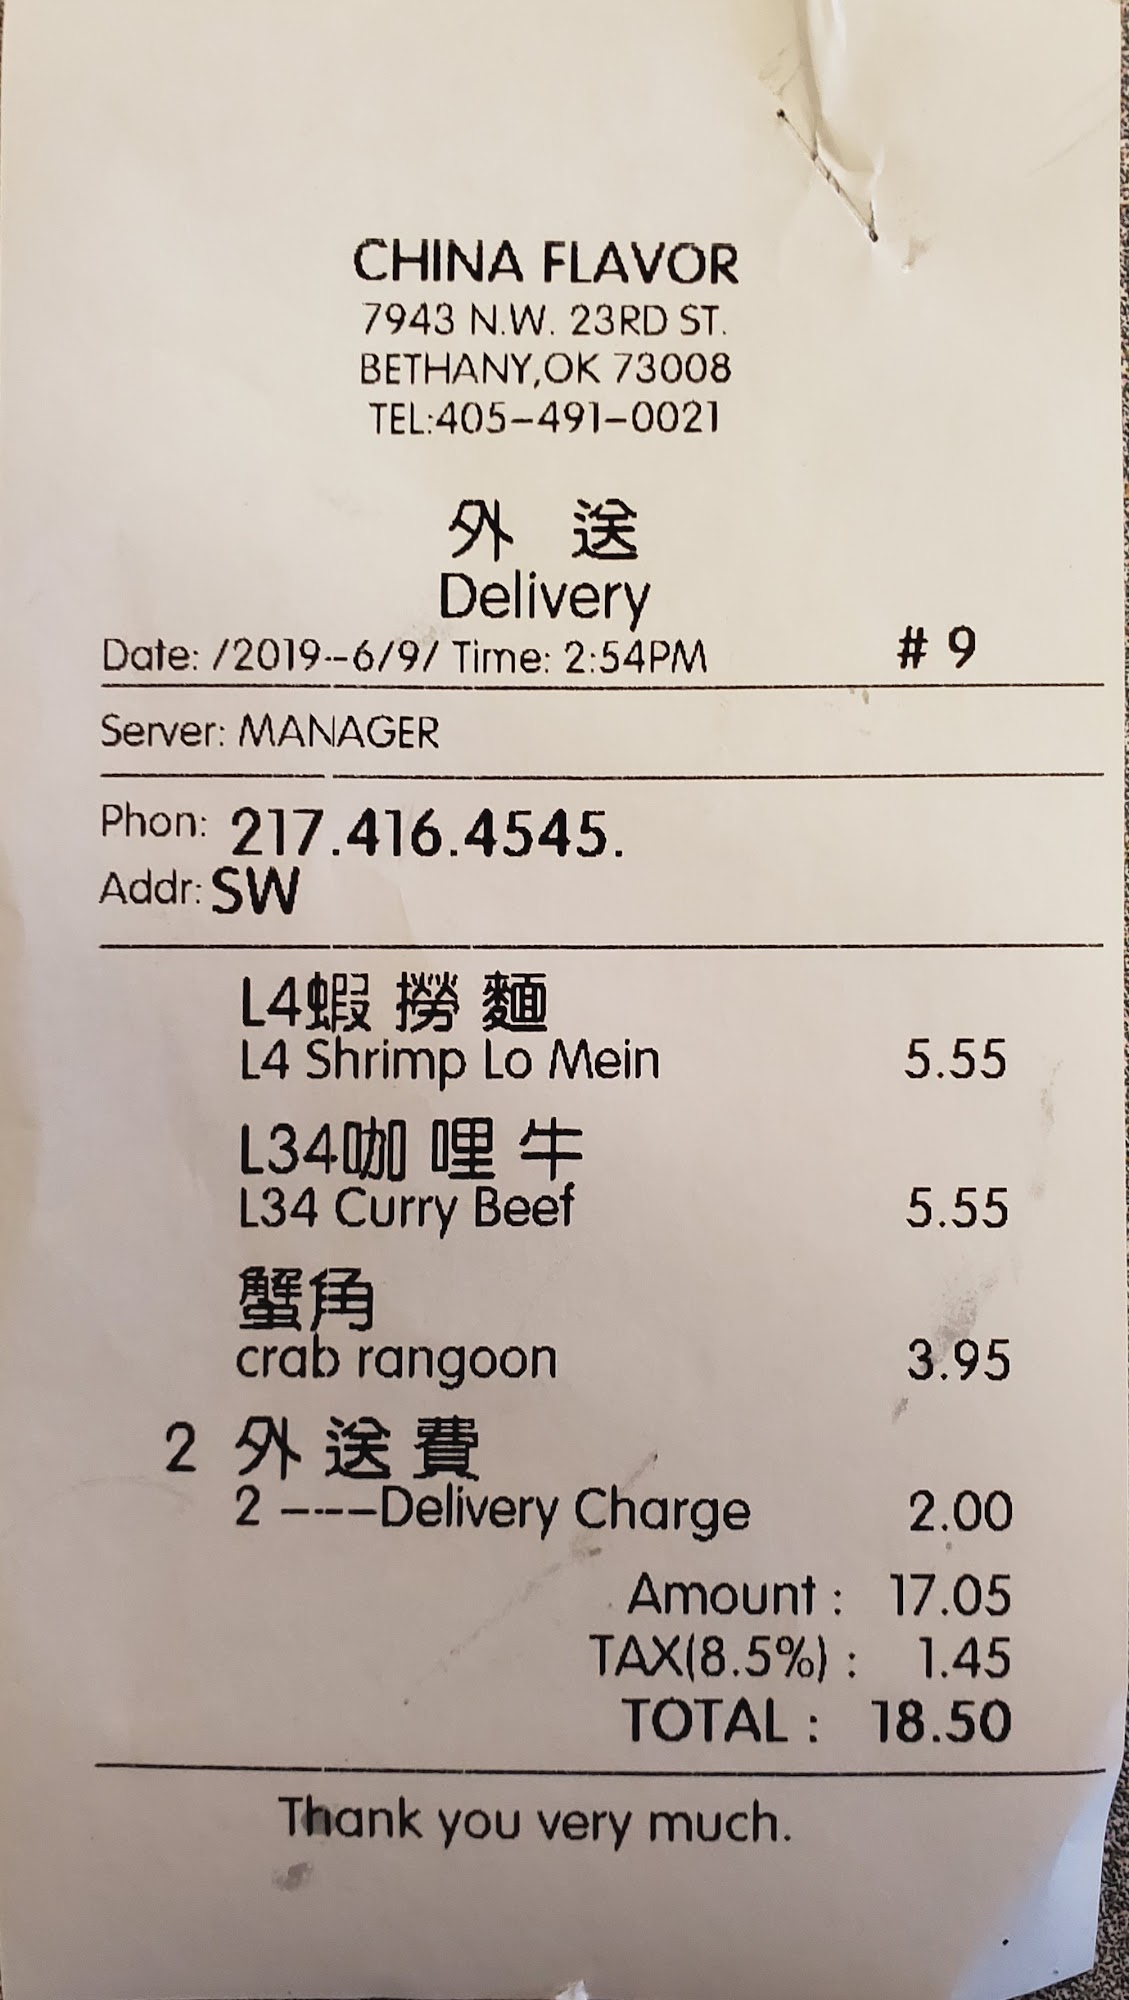 CHINA FLAVOR
7943 N.W. 23RD ST.
BETHANY,OK 73008
TEL:405-491-0021
外 送
Delivery
Date: /2019--6/9/ Time: 2:54PM # 9
Server: MANAGER
Phon: 217.416.4545.
Addr: SW
L4蝦 撈 麵
L4 Shrimp Lo Mein 5.55
L34咖 哩 牛
L34 Curry Beef 5.55
蟹角
crab rangoon 3.95
2 外 送 費
2 ----Delivery Charge 2.00
Amount : 17.05
TAX(8.5%) : 1.45
TOTAL : 18.50
Thank you very much.